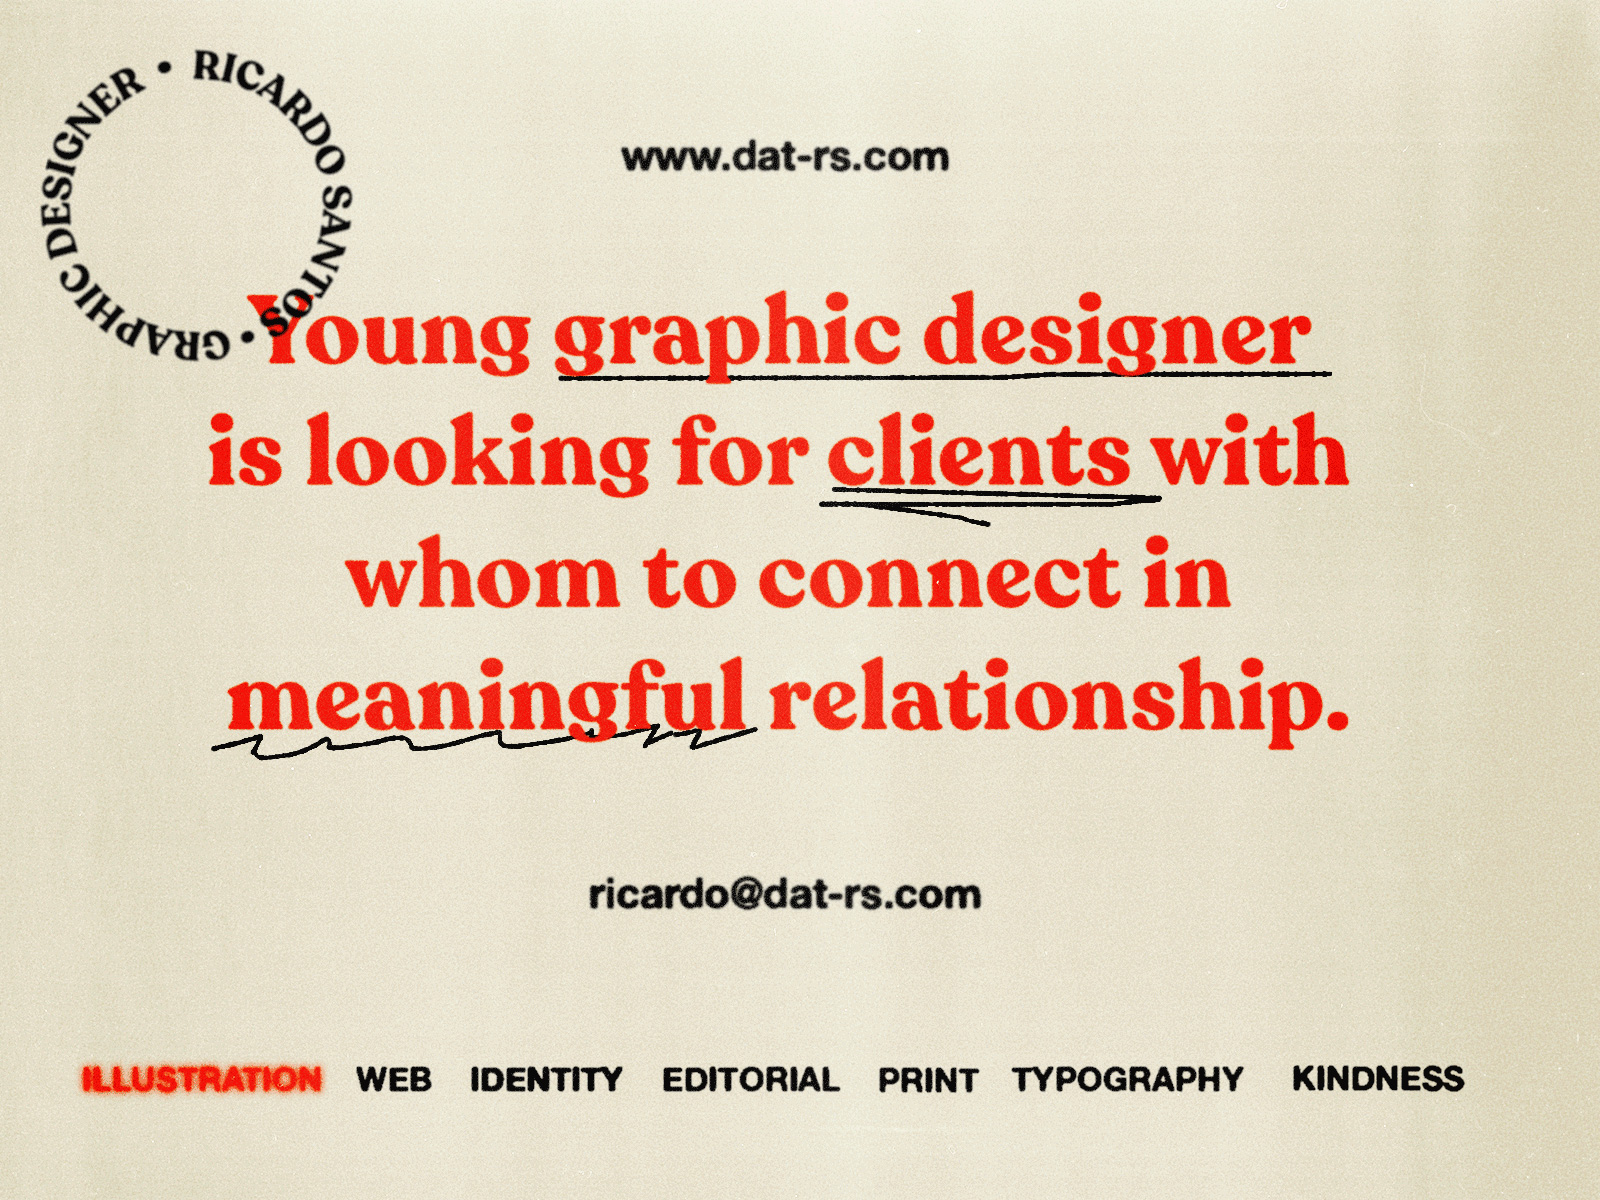 RICARDO SANTOS • GRAPHIC DESIGNER •
www.dat-rs.com
Young graphic designer
is looking for clients with
whom to connect in
meaningful relationship.
ricardo@dat-rs.com
ILLUSTRATION WEB IDENTITY EDITORIAL PRINT TYPOGRAPHY KINDNESS